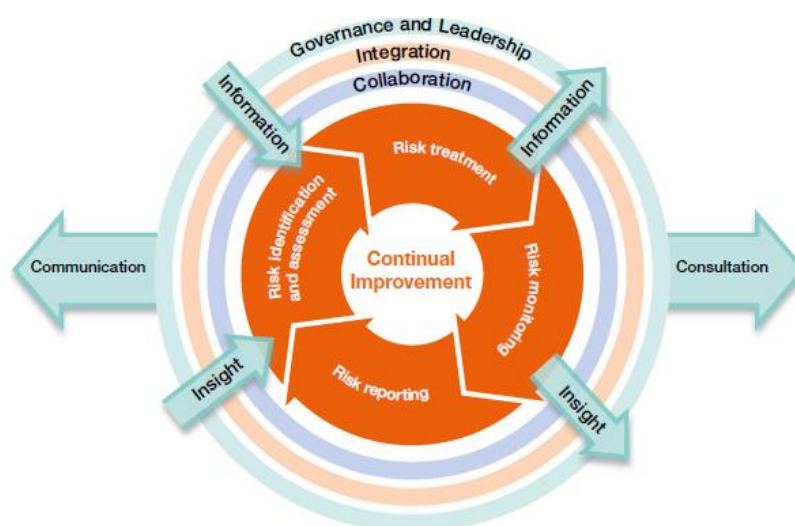 Governance and Leadership
Integration
Collaboration
Information
Information
Risk treatment
Risk identification
and assessment
Continual
Improvement
Communication
Consultation
Risk monitoring
Risk reporting
Insight
Insight